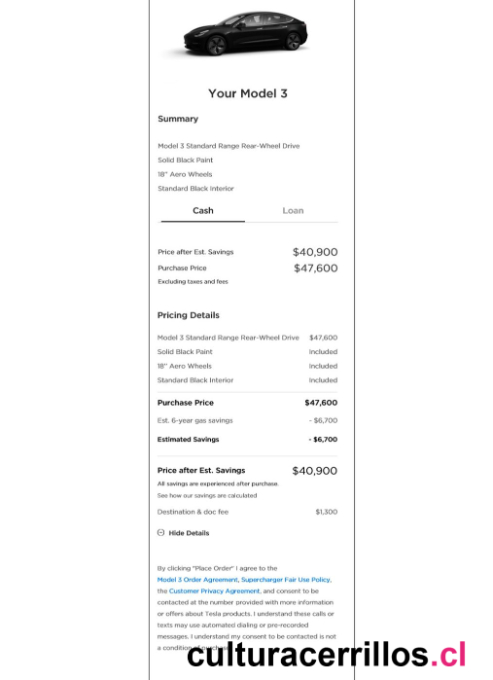 Your Model 3
Summary
Model 3 Standard Range Rear-Wheel Drive
Solid Black Paint
18" Aero Wheels
Standard Black Interior
Cash Loan
Price after Est. Savings $40,900
Purchase Price $47,600
Excluding taxes and fees
Pricing Details
Model 3 Standard Range Rear-Wheel Drive $47,600
Solid Black Paint Included
18" Aero Wheels Included
Standard Black Interior Included
Purchase Price $47,600
Est. 6-year gas savings - $6,700
Estimated Savings - $6,700
Price after Est. Savings $40,900
All savings are experienced after purchase.
See how our savings are calculated
Destination & doc fee $1,300
Hide Details
By clicking "Place Order" I agree to the
Model 3 Order Agreement, Supercharger Fair Use Policy,
the Customer Privacy Agreement, and consent to be
contacted at the number provided with more information
or offers about Tesla products. I understand these calls or
texts may use automated dialing or pre-recorded
messages. I understand my consent to be contacted is not
a condition of
culturacerrillos.cl